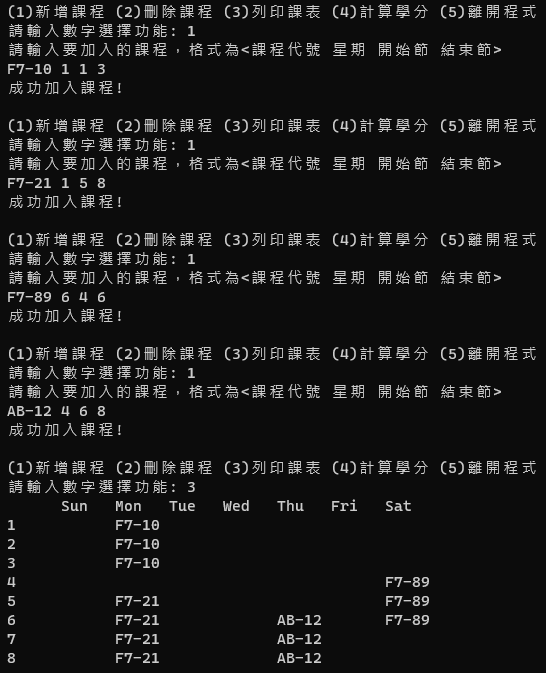 (1)新增課程 (2)刪除課程 (3)列印課表 (4)計算學分 (5)離開程式
請輸入數字選擇功能: 1
請輸入要加入的課程，格式為<課程代號 星期 開始節 結束節>
F7-10 1 1 3
成功加入課程!

(1)新增課程 (2)刪除課程 (3)列印課表 (4)計算學分 (5)離開程式
請輸入數字選擇功能: 1
請輸入要加入的課程，格式為<課程代號 星期 開始節 結束節>
F7-21 1 5 8
成功加入課程!

(1)新增課程 (2)刪除課程 (3)列印課表 (4)計算學分 (5)離開程式
請輸入數字選擇功能: 1
請輸入要加入的課程，格式為<課程代號 星期 開始節 結束節>
F7-89 6 4 6
成功加入課程!

(1)新增課程 (2)刪除課程 (3)列印課表 (4)計算學分 (5)離開程式
請輸入數字選擇功能: 1
請輸入要加入的課程，格式為<課程代號 星期 開始節 結束節>
AB-12 4 6 8
成功加入課程!

(1)新增課程 (2)刪除課程 (3)列印課表 (4)計算學分 (5)離開程式
請輸入數字選擇功能: 3
      Sun   Mon   Tue   Wed   Thu   Fri   Sat
1           F7-10
2           F7-10
3           F7-10
4                                         F7-89
5           F7-21                         F7-89
6           F7-21             AB-12       F7-89
7           F7-21             AB-12
8           F7-21             AB-12